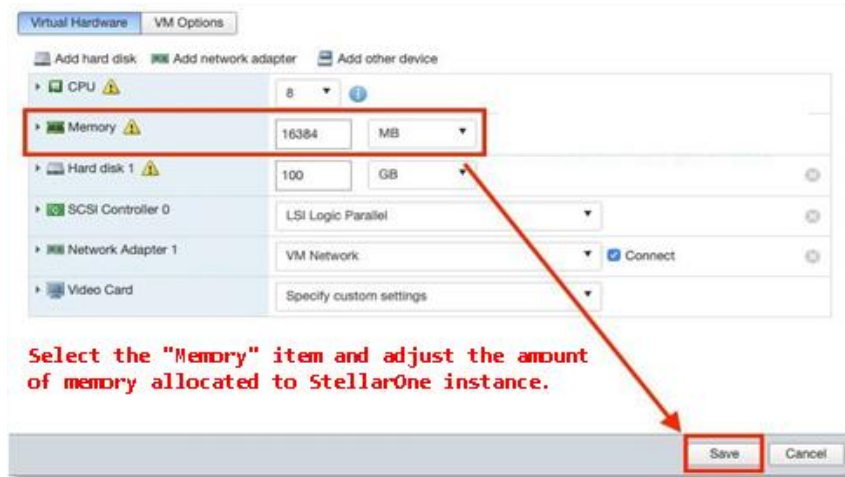 Virtual Hardware VM Options
Add hard disk Add network adapter Add other device
CPU 8
Memory 16384 MB
Hard disk 1 100 GB
SCSI Controller 0 LSI Logic Parallel
Network Adapter 1 VM Network Connect
Video Card Specify custom settings
Select the "Memory" item and adjust the amount
of memory allocated to StellarOne instance.
Save Cancel